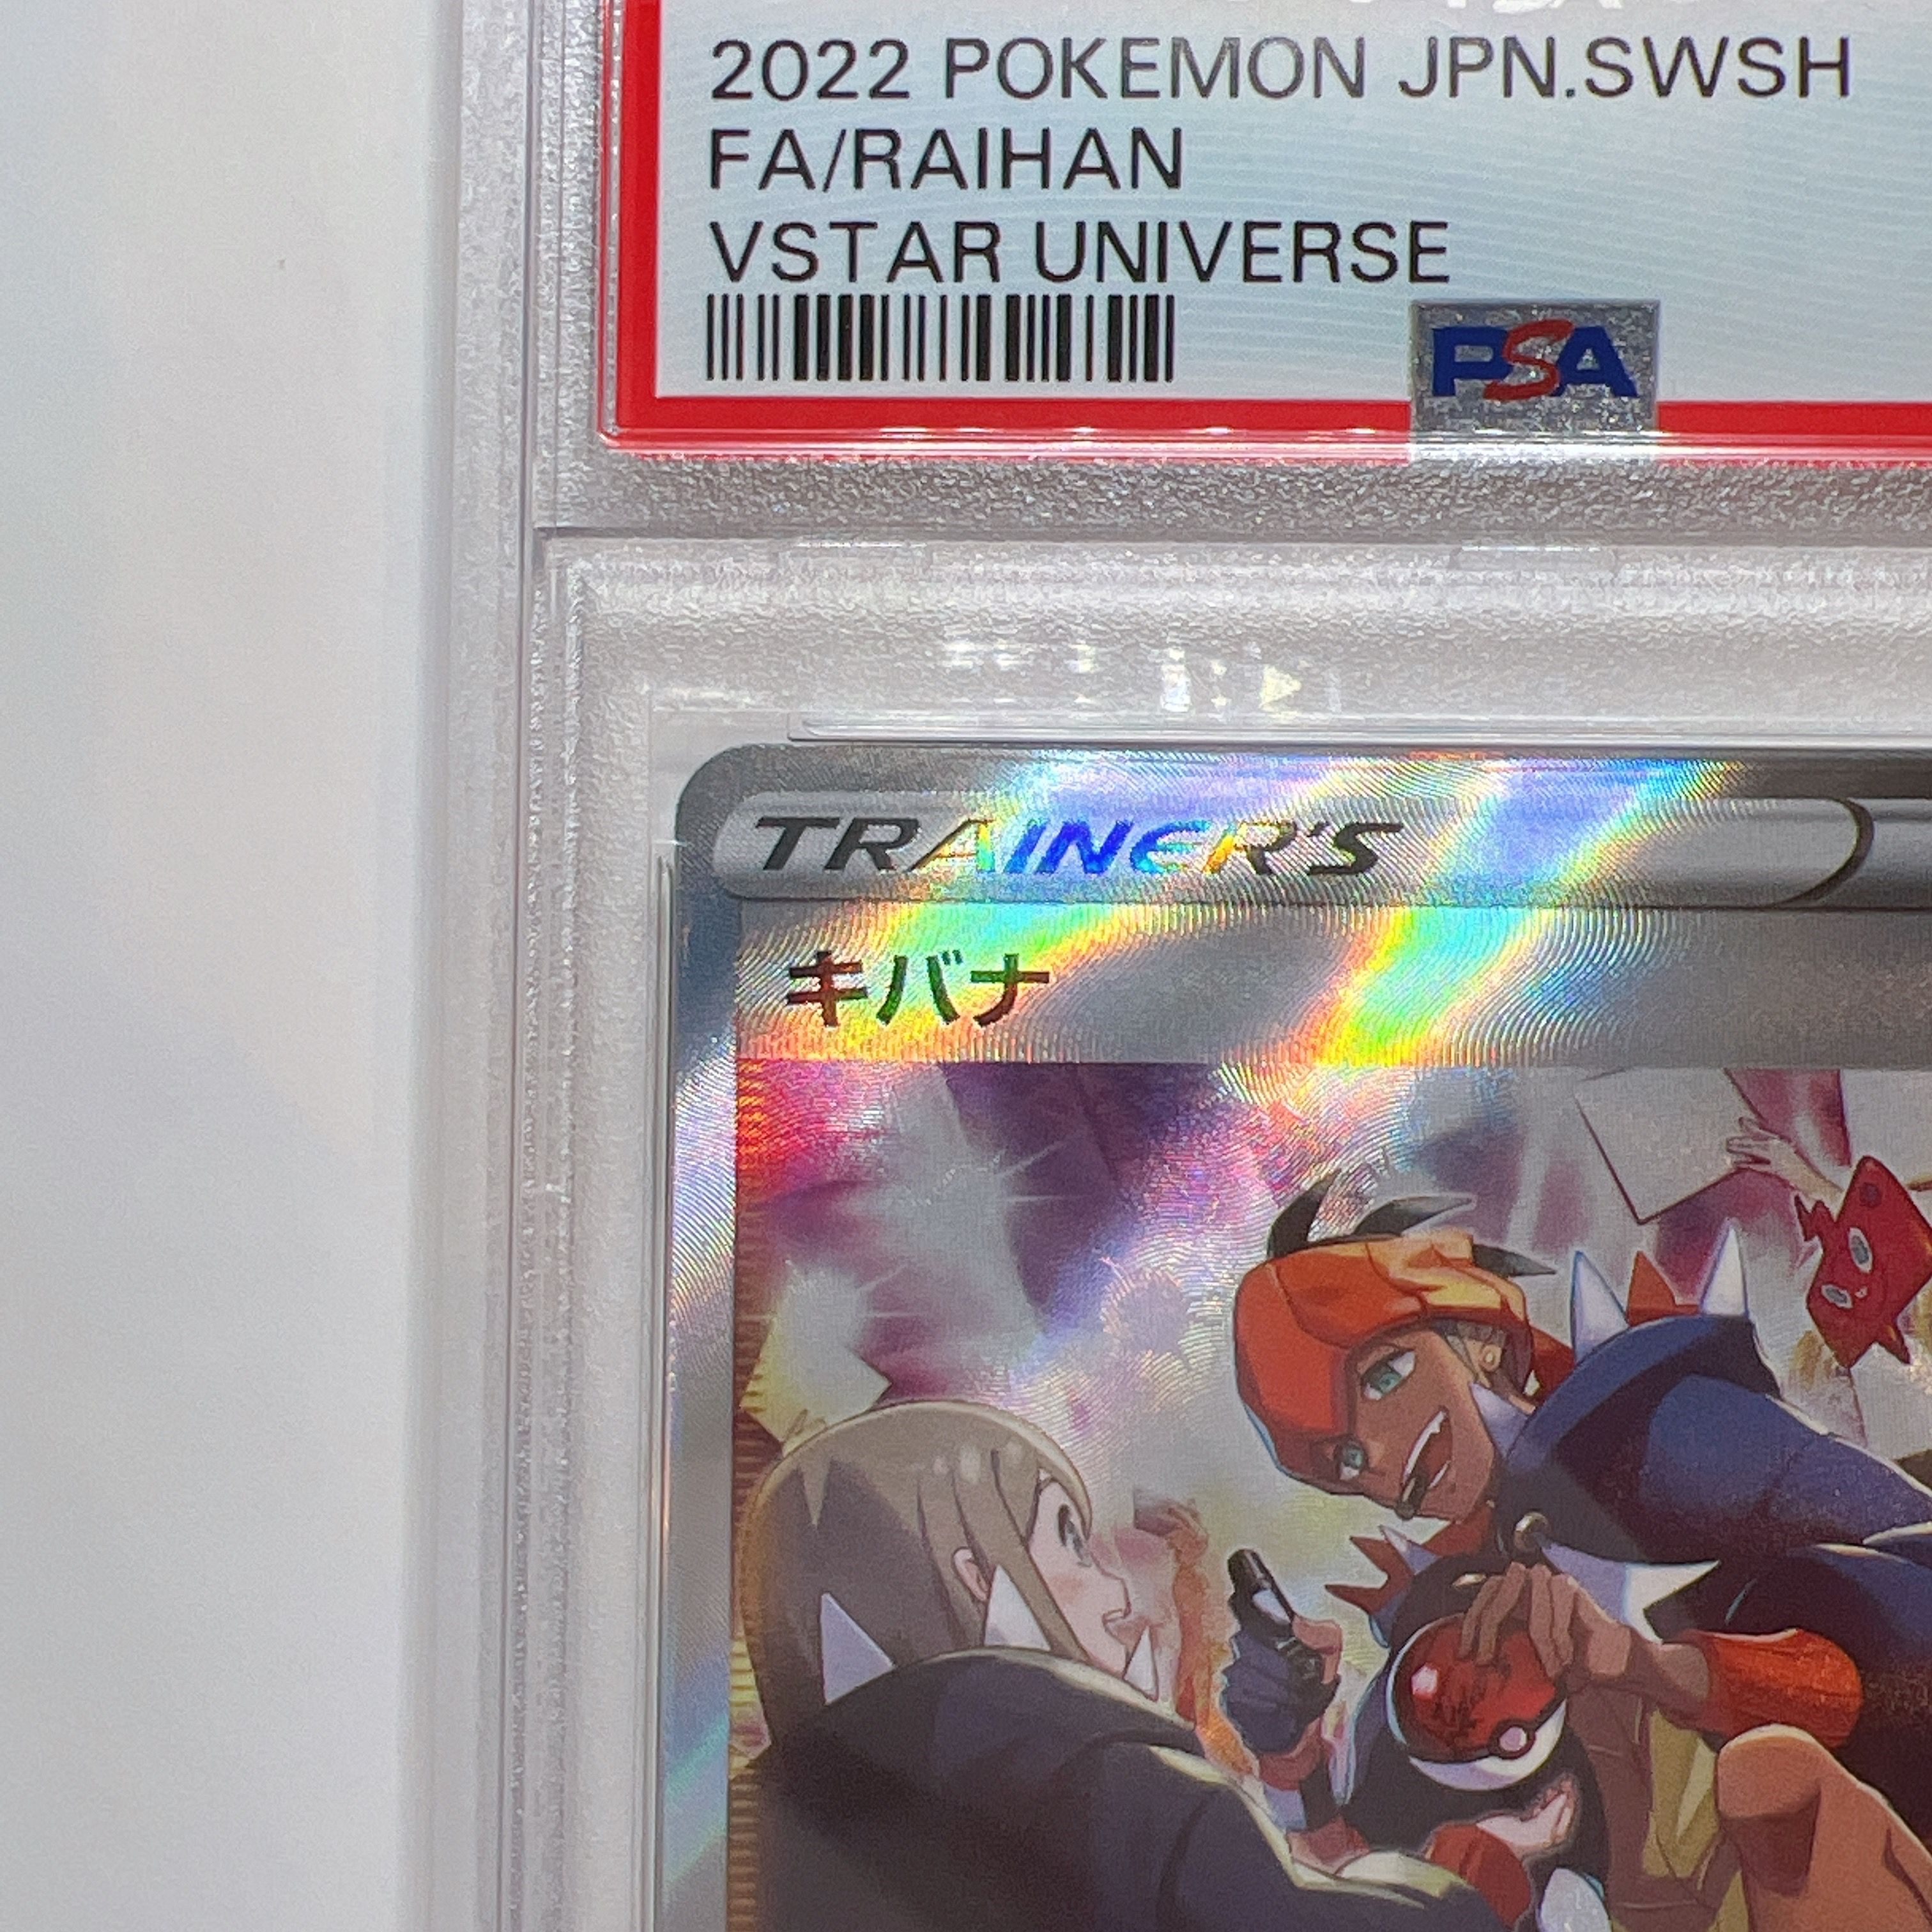 2022 POKEMON JPN.SWSH
FA/RAIHAN
VSTAR UNIVERSE
PSA
TRAINER'S
キバナ